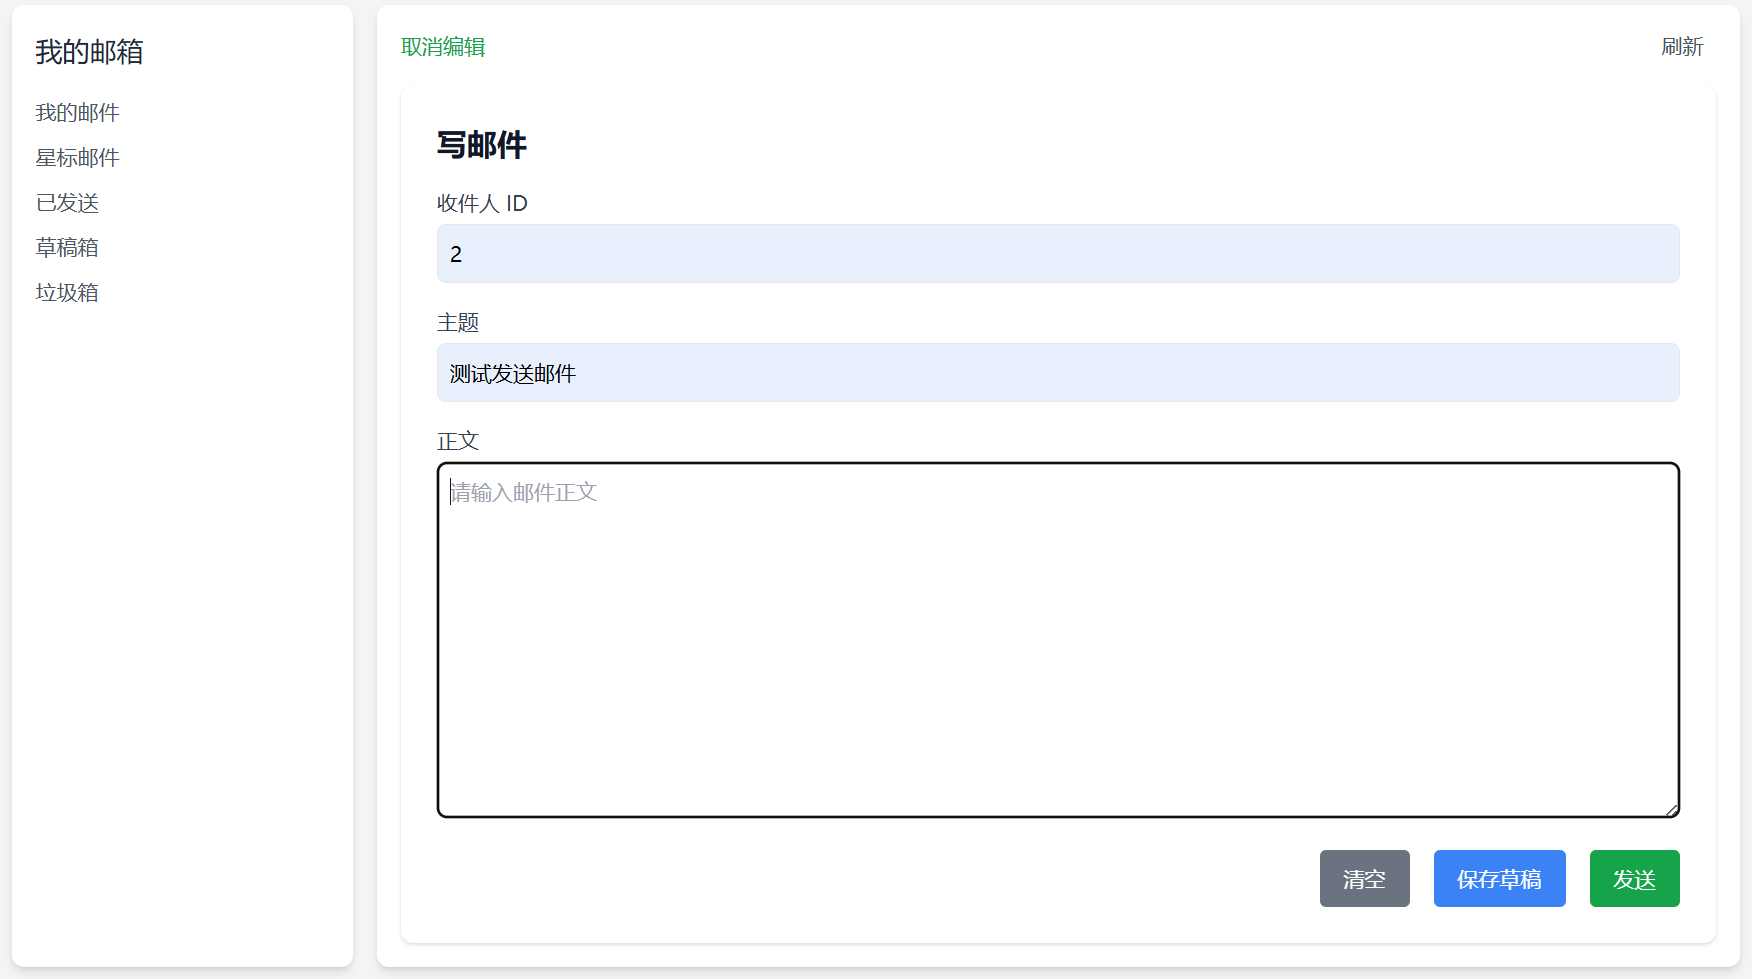 我的邮箱
我的邮件
星标邮件
已发送
草稿箱
垃圾箱
取消编辑
刷新
写邮件
收件人 ID
2
主题
测试发送邮件
正文
请输入邮件正文
清空
保存草稿
发送